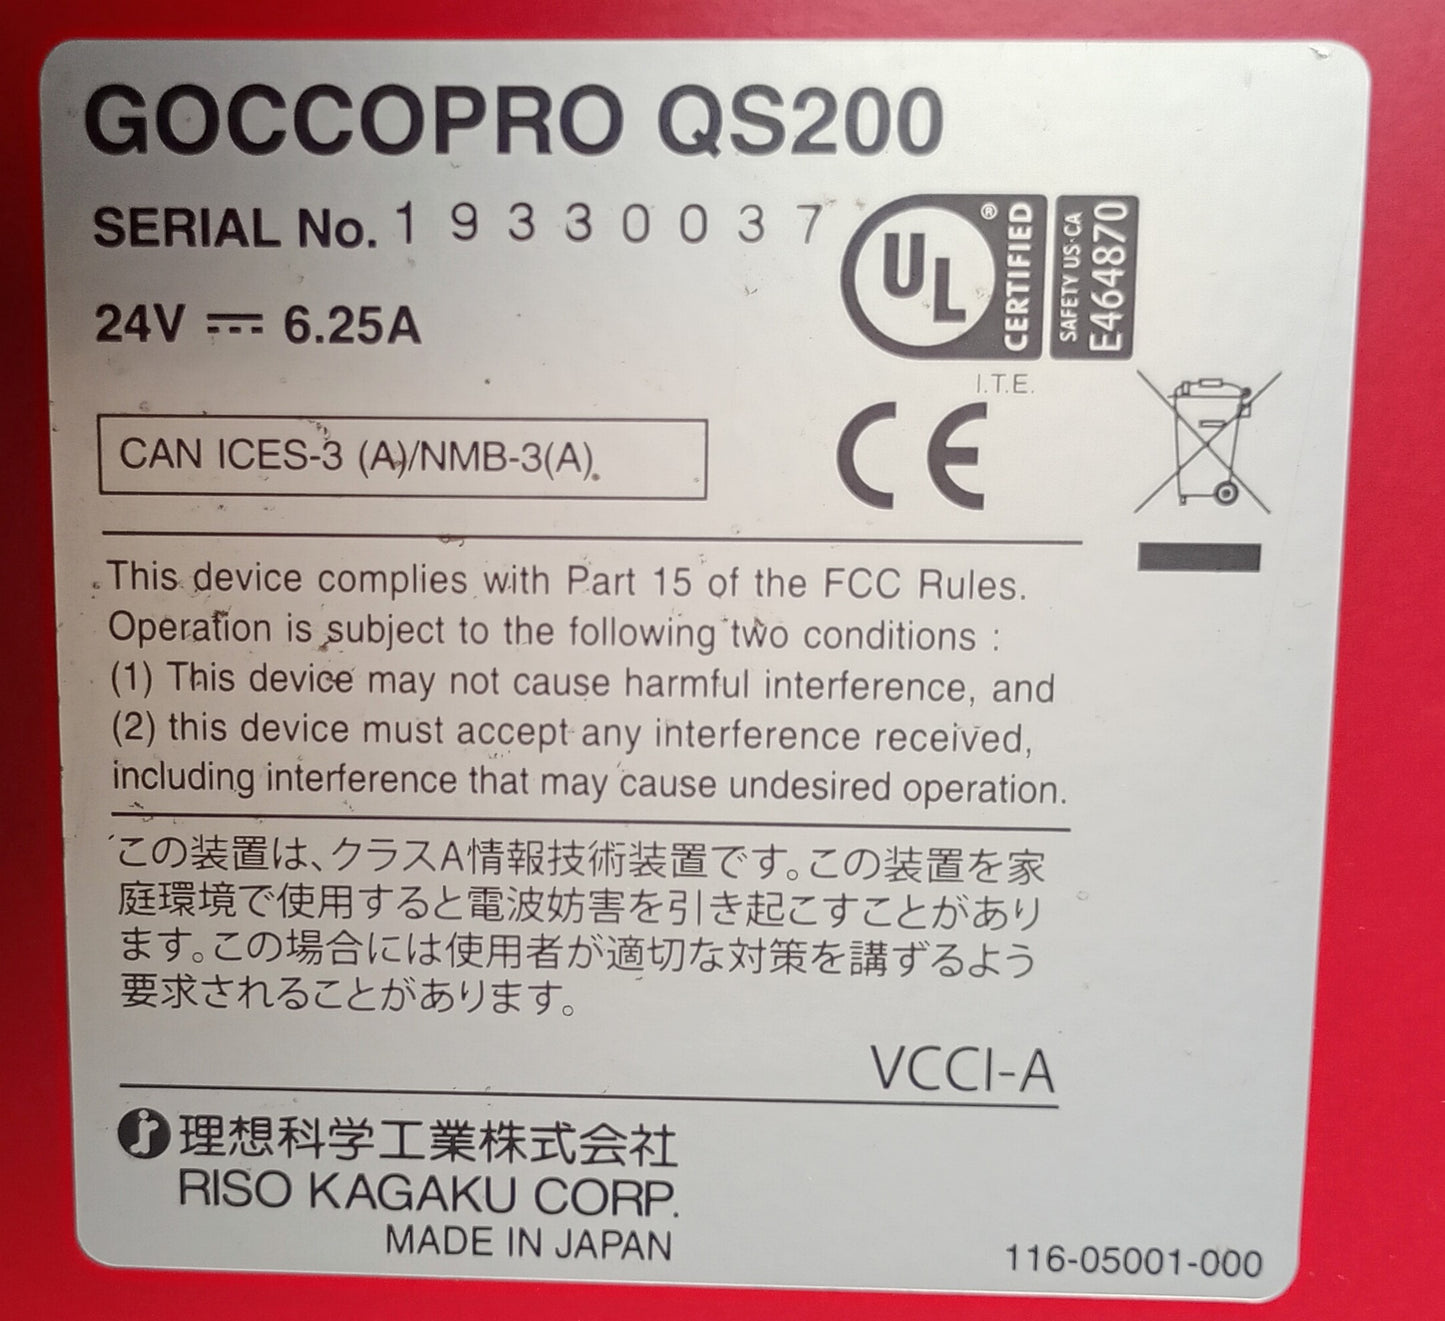 GOCCOPRO QS200
SERIAL No. 19330037
24V ⎓ 6.25A
UL ® CERTIFIED
SAFETY US·CA
E464870
I.T.E.
CAN ICES-3 (A)/NMB-3(A)
CE
This device complies with Part 15 of the FCC Rules.
Operation is subject to the following two conditions :
(1) This device may not cause harmful interference, and
(2) this device must accept any interference received,
including interference that may cause undesired operation.
この装置は、クラスA情報技術装置です。この装置を家
庭環境で使用すると電波妨害を引き起こすことがあり
ます。この場合には使用者が適切な対策を講ずるよう
要求されることがあります。
VCCI-A
理想科学工業株式会社
RISO KAGAKU CORP.
MADE IN JAPAN
116-05001-000